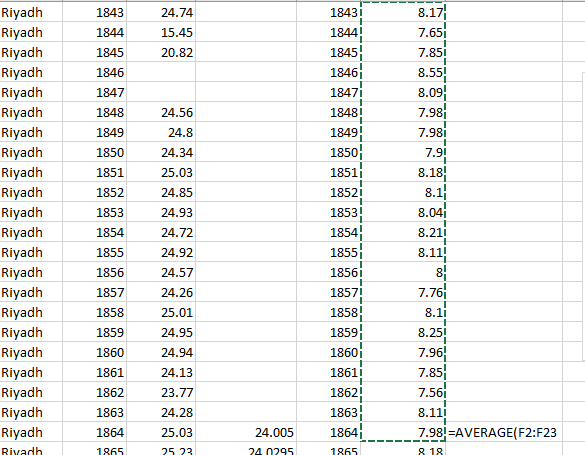 Riyadh 1843 24.74 1843 8.17
Riyadh 1844 15.45 1844 7.65
Riyadh 1845 20.82 1845 7.85
Riyadh 1846 1846 8.55
Riyadh 1847 1847 8.09
Riyadh 1848 24.56 1848 7.98
Riyadh 1849 24.8 1849 7.98
Riyadh 1850 24.34 1850 7.9
Riyadh 1851 25.03 1851 8.18
Riyadh 1852 24.85 1852 8.1
Riyadh 1853 24.93 1853 8.04
Riyadh 1854 24.72 1854 8.21
Riyadh 1855 24.92 1855 8.11
Riyadh 1856 24.57 1856 8
Riyadh 1857 24.26 1857 7.76
Riyadh 1858 25.01 1858 8.1
Riyadh 1859 24.95 1859 8.25
Riyadh 1860 24.94 1860 7.96
Riyadh 1861 24.13 1861 7.85
Riyadh 1862 23.77 1862 7.56
Riyadh 1863 24.28 1863 8.11
Riyadh 1864 25.03 24.005 1864 7.98 =AVERAGE(F2:F23
Riyadh 1865 25.23 24.0295 1865 8.18